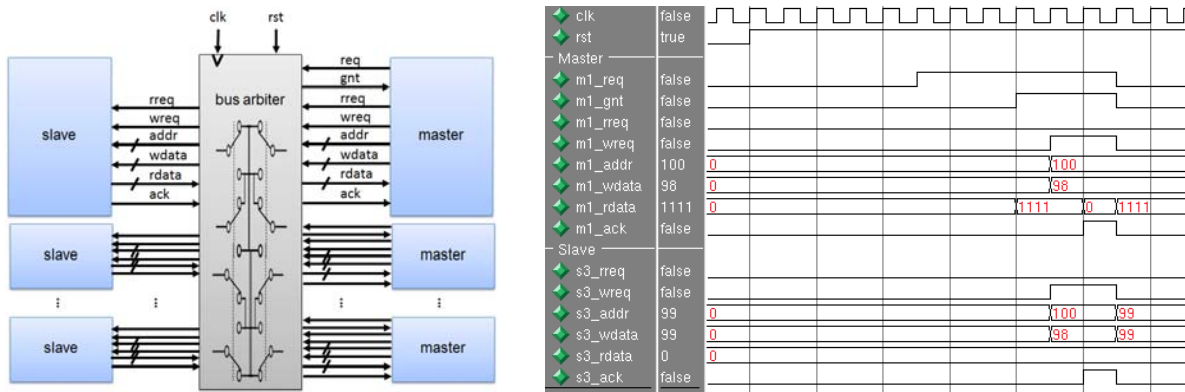 clk rst
slave
bus arbiter
master
rreq
wreq
addr
wdata
rdata
ack
req
gnt
rreq
wreq
addr
wdata
rdata
ack
slave
master
⋮ ⋮ ⋮ ⋮
slave
master
clk false
rst true
Master
m1_req false
m1_gnt false
m1_rreq false
m1_wreq false
m1_addr 100 0 100
m1_wdata 98 0 98
m1_rdata 1111 0 1111 0 1111
m1_ack false
Slave
s3_rreq false
s3_wreq false
s3_addr 99 0 100 99
s3_wdata 99 0 98 99
s3_rdata 0 0
s3_ack false